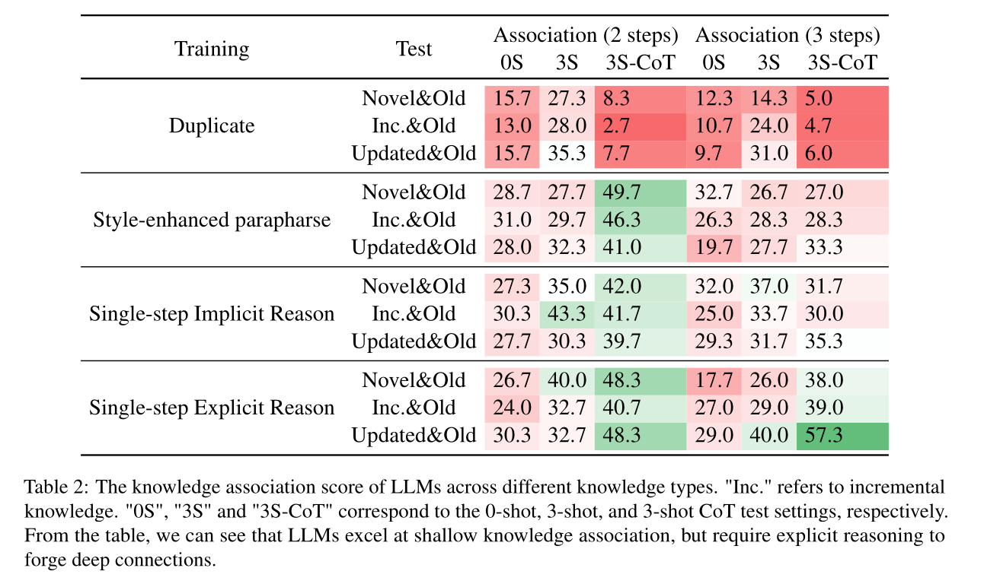 Training Test Association (2 steps) Association (3 steps)
0S 3S 3S-CoT 0S 3S 3S-CoT
Duplicate
Novel&Old 15.7 27.3 8.3 12.3 14.3 5.0
Inc.&Old 13.0 28.0 2.7 10.7 24.0 4.7
Updated&Old 15.7 35.3 7.7 9.7 31.0 6.0
Style-enhanced parapharse
Novel&Old 28.7 27.7 49.7 32.7 26.7 27.0
Inc.&Old 31.0 29.7 46.3 26.3 28.3 28.3
Updated&Old 28.0 32.3 41.0 19.7 27.7 33.3
Single-step Implicit Reason
Novel&Old 27.3 35.0 42.0 32.0 37.0 31.7
Inc.&Old 30.3 43.3 41.7 25.0 33.7 30.0
Updated&Old 27.7 30.3 39.7 29.3 31.7 35.3
Single-step Explicit Reason
Novel&Old 26.7 40.0 48.3 17.7 26.0 38.0
Inc.&Old 24.0 32.7 40.7 27.0 29.0 39.0
Updated&Old 30.3 32.7 48.3 29.0 40.0 57.3
Table 2: The knowledge association score of LLMs across different knowledge types. "Inc." refers to incremental
knowledge. "0S", "3S" and "3S-CoT" correspond to the 0-shot, 3-shot, and 3-shot CoT test settings, respectively.
From the table, we can see that LLMs excel at shallow knowledge association, but require explicit reasoning to
forge deep connections.